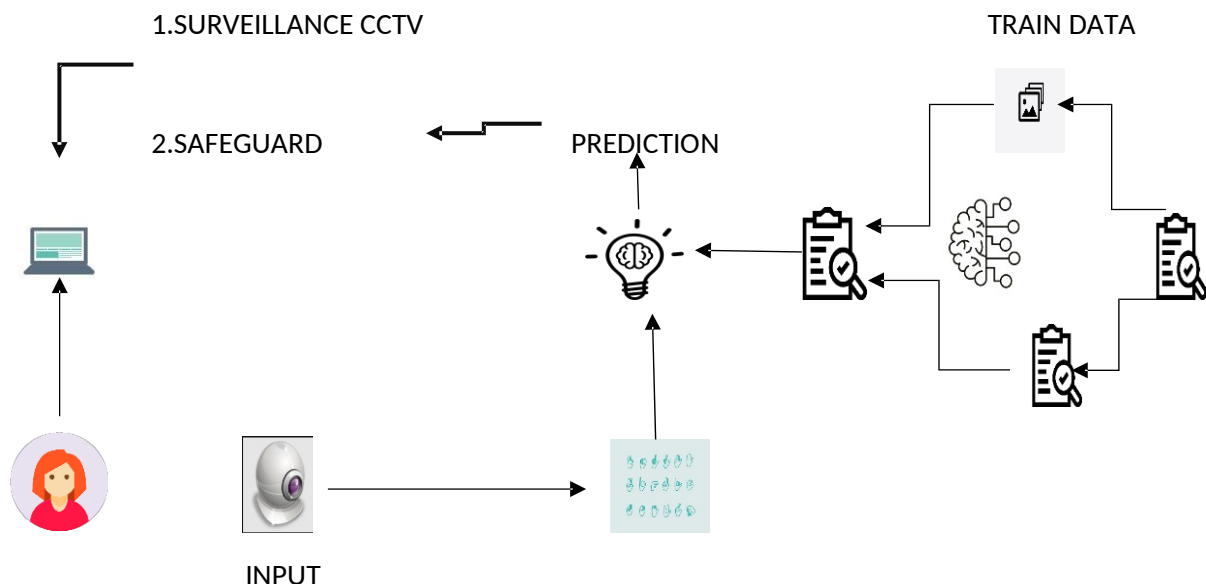 1.SURVEILLANCE CCTV
TRAIN DATA
2.SAFEGUARD
PREDICTION
INPUT